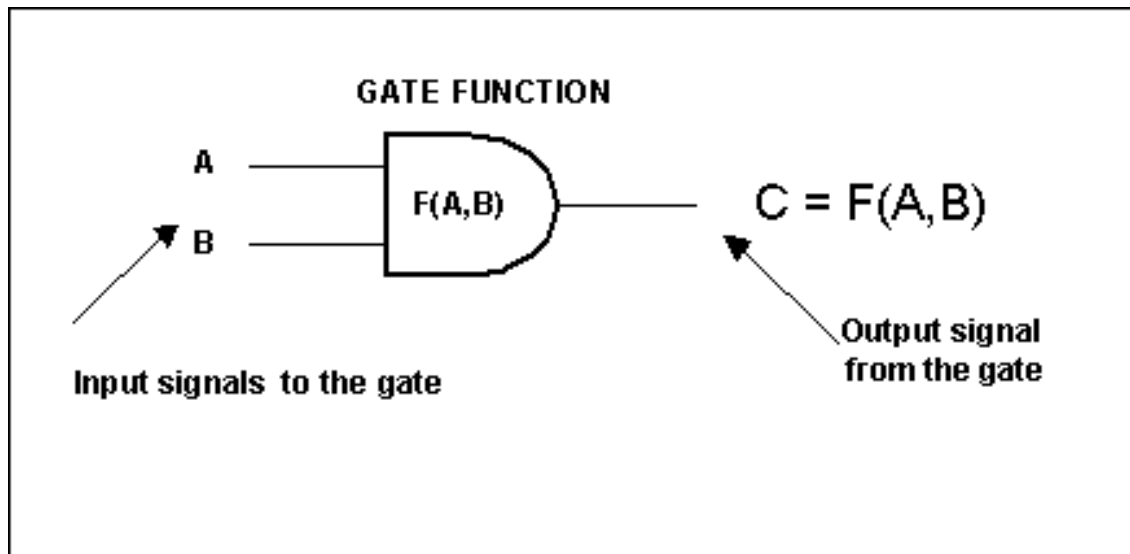 GATE FUNCTION
A
F(A,B)
C = F(A,B)
B
Input signals to the gate
Output signal
from the gate